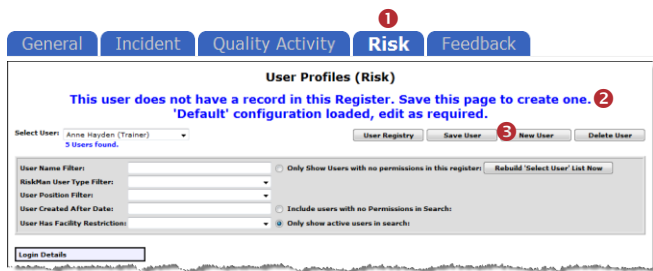 1
General Incident Quality Activity Risk Feedback
User Profiles (Risk)
This user does not have a record in this Register. Save this page to create one. 2
'Default' configuration loaded, edit as required.
Select User: Anne Hayden (Trainer) 3 User Registry Save User New User Delete User
5 Users found.
User Name Filter: Only Show Users with no permissions in this register: Rebuild 'Select User' List Now
RiskMan User Type Filter:
User Position Filter:
User Created After Date: Include users with no Permissions in Search:
User Has Facility Restriction: Only show active users in search:
Login Details